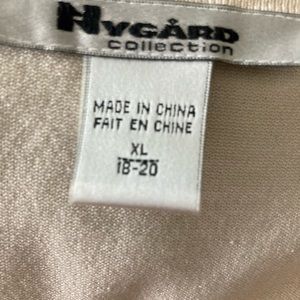 NYGÅRD
collection
MADE IN CHINA
FAIT EN CHINE
XL
18-20